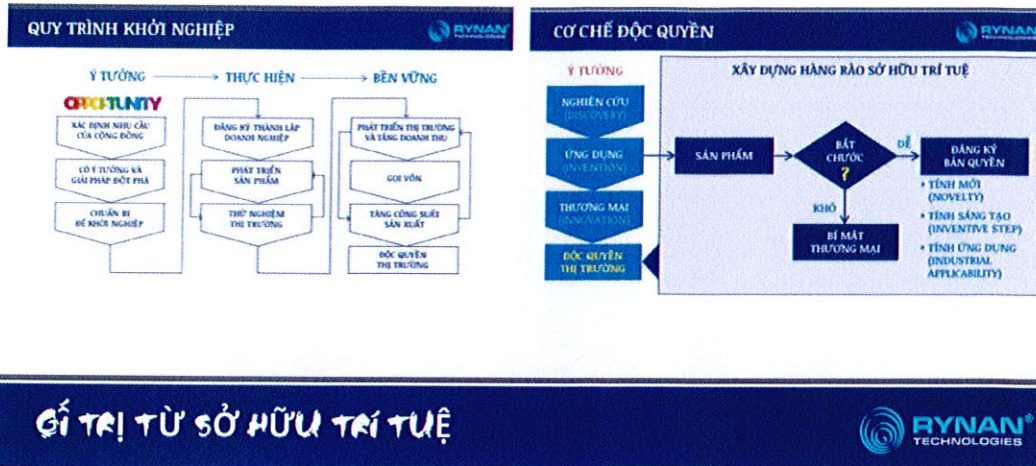 QUY TRÌNH KHỞI NGHIỆP
RYNAN
TECHNOLOGIES
Ý TƯỞNG
THỰC HIỆN
BỀN VỮNG
OPPORTUNITY
XÁC ĐỊNH NHU CẦU
CỦA CỘNG ĐỒNG
CÓ Ý TƯỞNG VÀ
GIẢI PHÁP ĐỘT PHÁ
CHUẨN BỊ
ĐỂ KHỞI NGHIỆP
ĐĂNG KÝ THÀNH LẬP
DOANH NGHIỆP
PHÁT TRIỂN
SẢN PHẨM
THỬ NGHIỆM
THỊ TRƯỜNG
PHÁT TRIỂN THỊ TRƯỜNG
VÀ TĂNG DOANH THU
GỌI VỐN
TĂNG CÔNG SUẤT
SẢN XUẤT
ĐỘC QUYỀN
THỊ TRƯỜNG
CƠ CHẾ ĐỘC QUYỀN
RYNAN
TECHNOLOGIES
Ý TƯỞNG
NGHIÊN CỨU
(DISCOVERY)
ỨNG DỤNG
(INVENTION)
THƯƠNG MẠI
(INNOVATION)
ĐỘC QUYỀN
THỊ TRƯỜNG
XÂY DỰNG HÀNG RÀO SỞ HỮU TRÍ TUỆ
SẢN PHẨM
BẮT
CHƯỚC
?
DỄ
ĐĂNG KÝ
BẢN QUYỀN
• TÍNH MỚI
(NOVELTY)
• TÍNH SÁNG TẠO
(INVENTIVE STEP)
• TÍNH ỨNG DỤNG
(INDUSTRIAL
APPLICABILITY)
KHÓ
BÍ MẬT
THƯƠNG MẠI
GÍ TRỊ TỪ SỞ HỮU TRÍ TUỆ
RYNAN®
TECHNOLOGIES